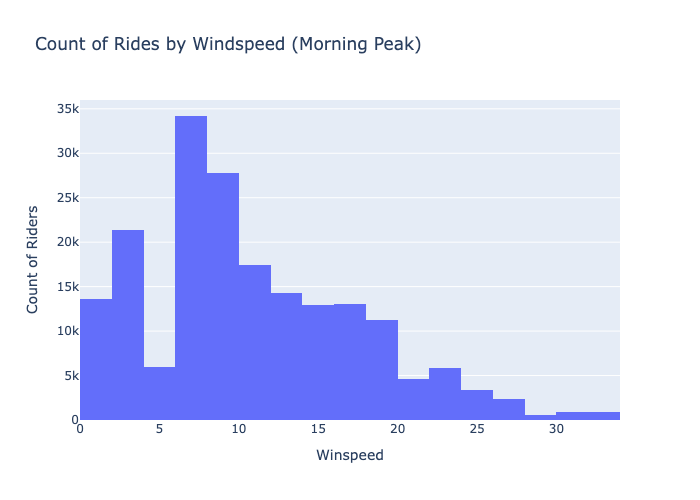 Count of Rides by Windspeed (Morning Peak)
Count of Riders
35k
30k
25k
20k
15k
10k
5k
0
0 5 10 15 20 25 30
Winspeed